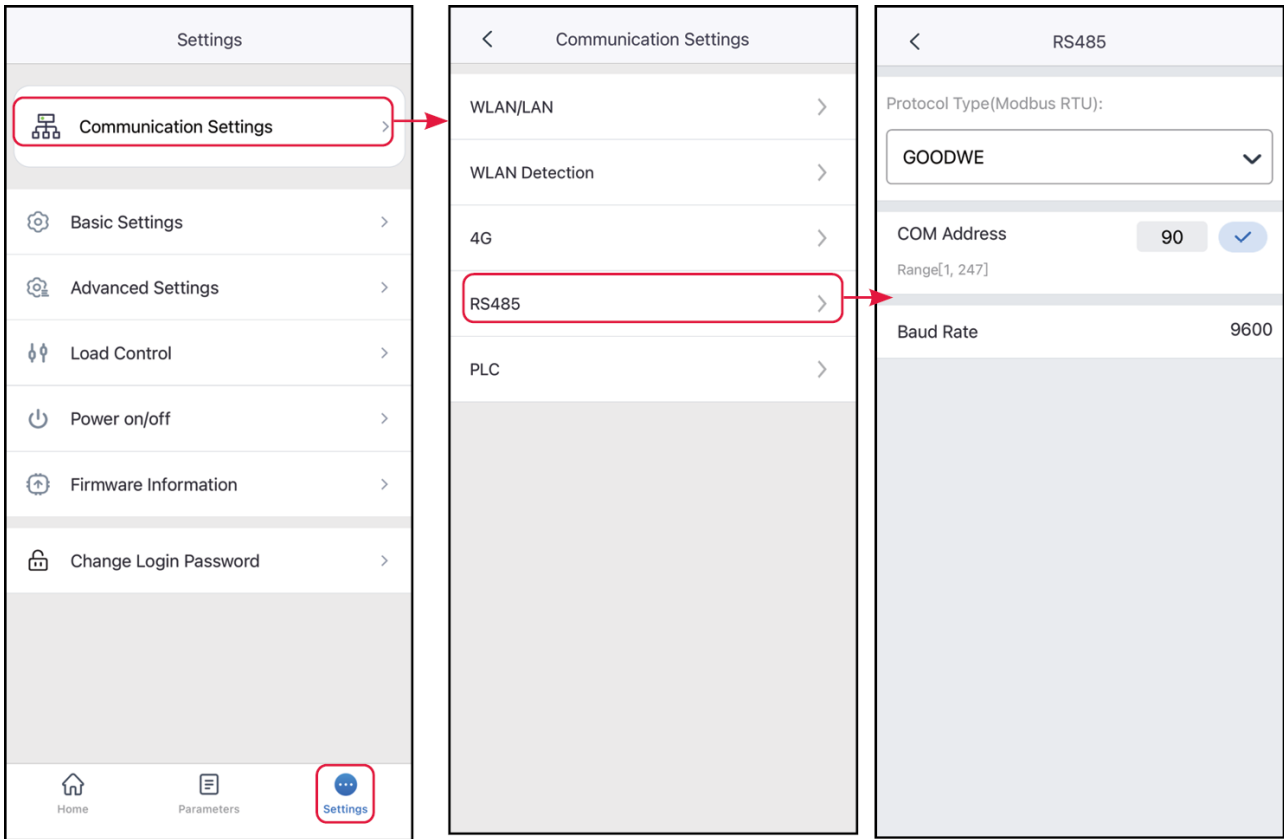 Settings
Communication Settings
Basic Settings
Advanced Settings
Load Control
Power on/off
Firmware Information
Change Login Password
Home
Parameters
Settings
Communication Settings
WLAN/LAN
WLAN Detection
4G
RS485
PLC
RS485
Protocol Type(Modbus RTU):
GOODWE
COM Address 90
Range[1, 247]
Baud Rate 9600